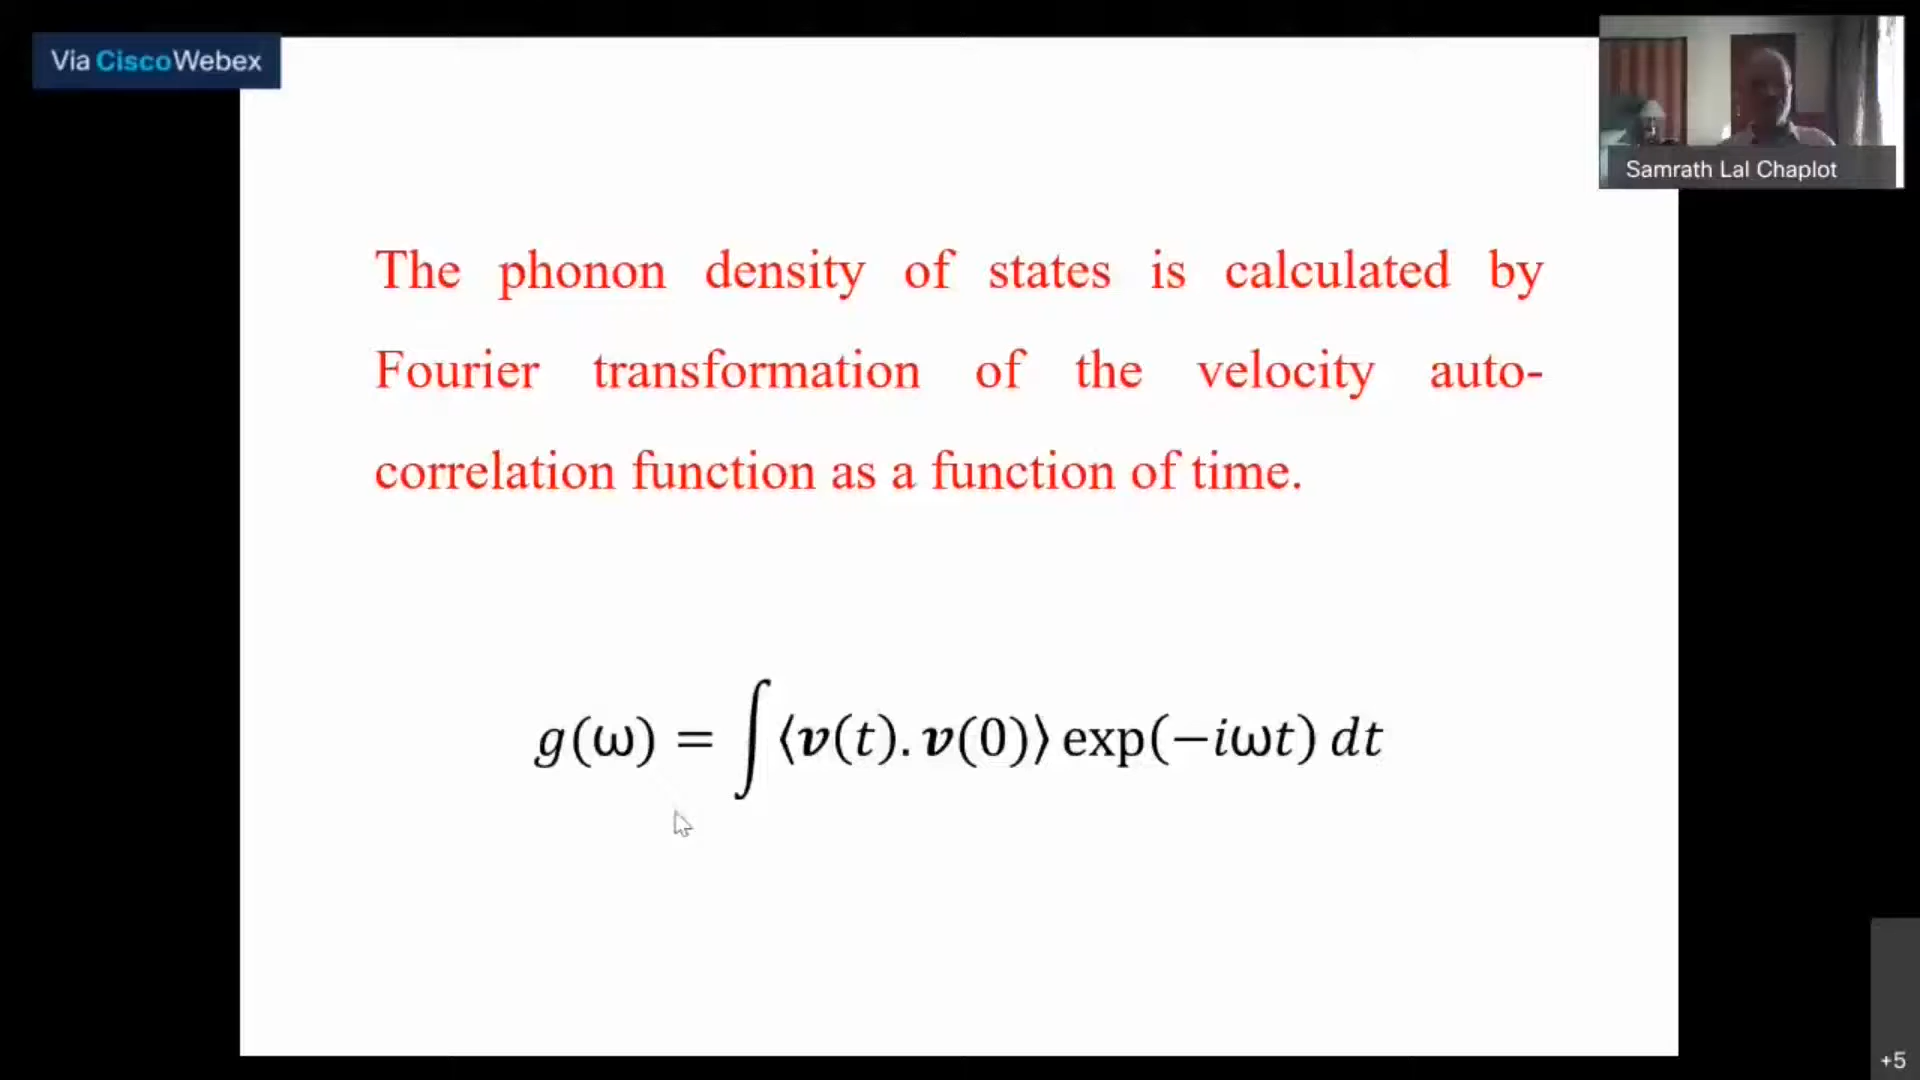 Via CiscoWebex
Samrath Lal Chaplot
The phonon density of states is calculated by
Fourier transformation of the velocity auto-
correlation function as a function of time.
g(ω) = ∫⟨v(t). v(0)⟩ exp(−iωt) dt
+5